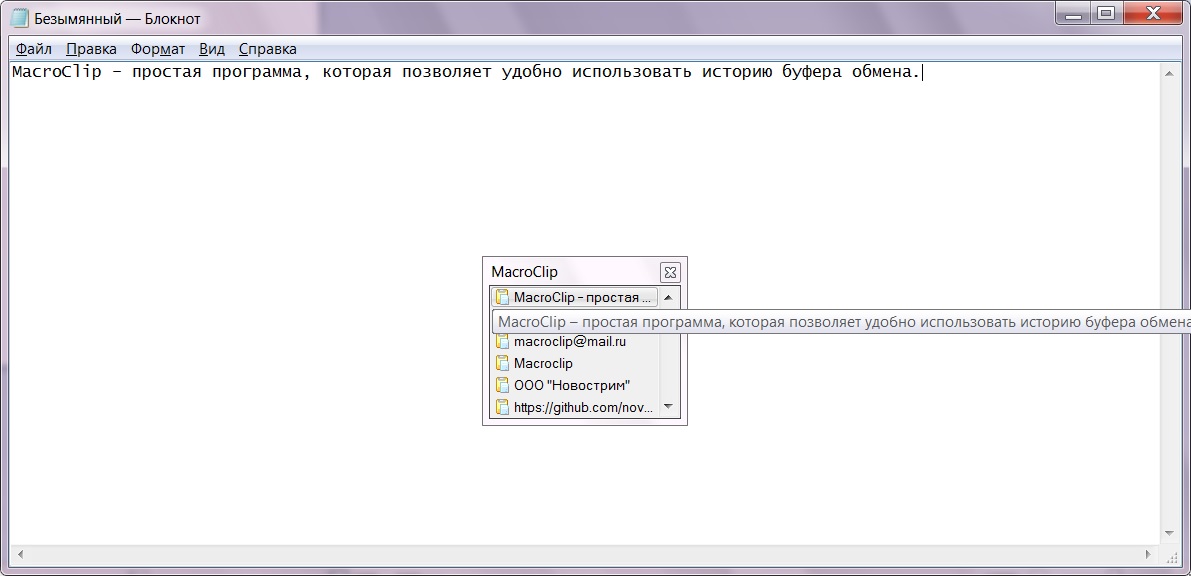 Безымянный — Блокнот
Файл Правка Формат Вид Справка
MacroClip – простая программа, которая позволяет удобно использовать историю буфера обмена.
MacroClip
MacroClip – простая ...
MacroClip – простая программа, которая позволяет удобно использовать историю буфера обмена
macroclip@mail.ru
Macroclip
ООО "Новострим"
https://github.com/nov...